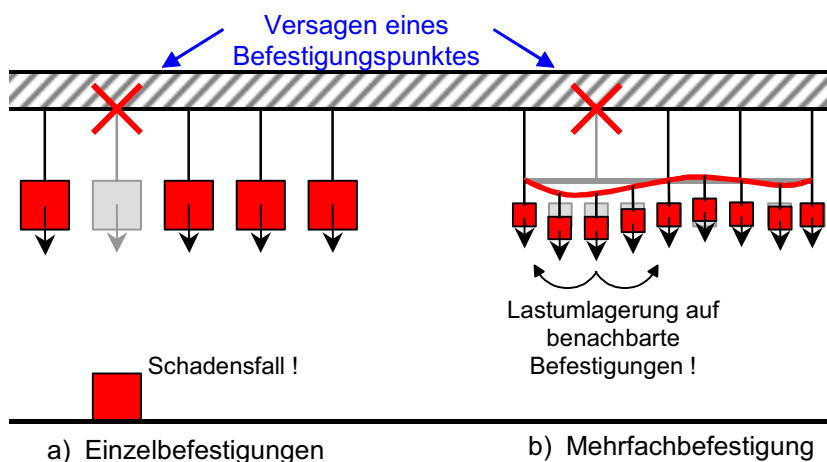 Versagen eines
Befestigungspunktes
Schadensfall !
Lastumlagerung auf
benachbarte
Befestigungen !
a) Einzelbefestigungen
b) Mehrfachbefestigung